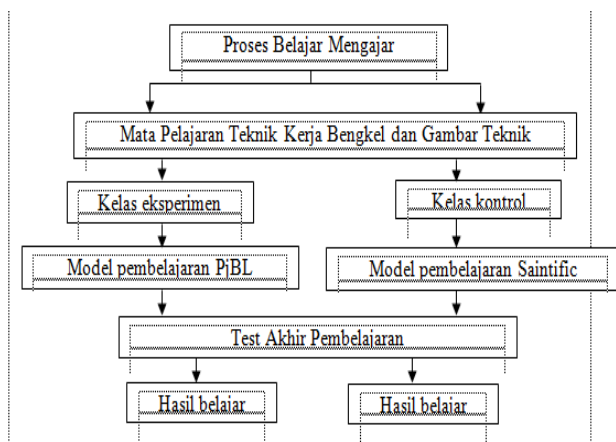 Proses Belajar Mengajar
Mata Pelajaran Teknik Kerja Bengkel dan Gambar Teknik
Kelas eksperimen
Kelas kontrol
Model pembelajaran PjBL
Model pembelajaran Saintific
Test Akhir Pembelajaran
Hasil belajar
Hasil belajar